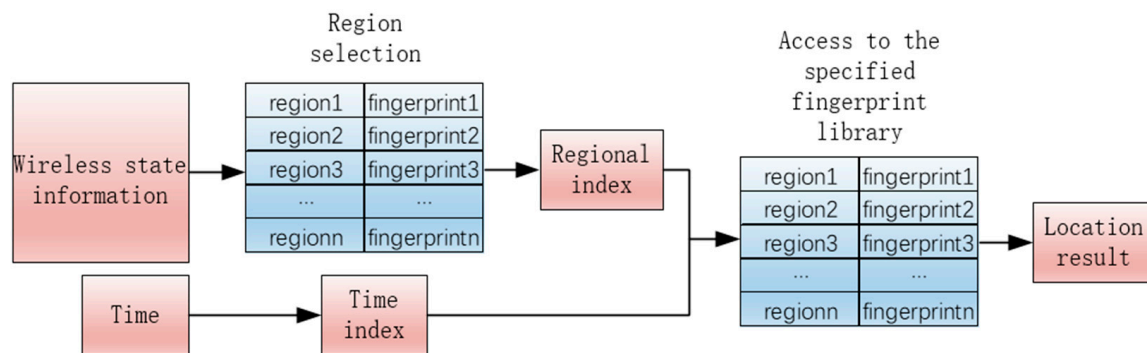 Region
selection
Access to the
specified
fingerprint
library
Wireless state
information
region1 fingerprint1
region2 fingerprint2
region3 fingerprint3
... ...
regionn fingerprintn
Regional
index
region1 fingerprint1
region2 fingerprint2
region3 fingerprint3
... ...
regionn fingerprintn
Location
result
Time
Time
index